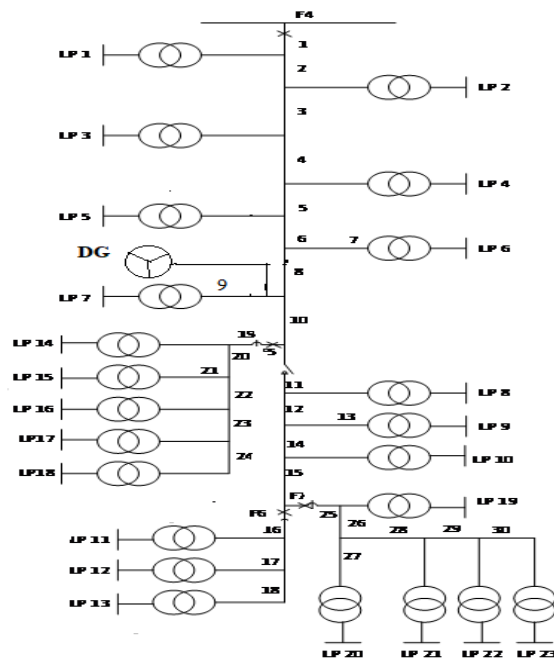 F4
1
LP 1
2
LP 2
3
LP 3
4
LP 4
LP 5
5
6
7
LP 6
DG
8
9
LP 7
10
LP 14
19
20
LP 15
21
11
LP 8
LP 16
22
12
13
LP 9
LP17
23
14
LP 10
LP18
24
15
F7
LP 19
F6
25
26
LP 11
16
28
29
30
27
LP 12
17
LP 13
18
LP 20
LP 21
LP 22
LP 23